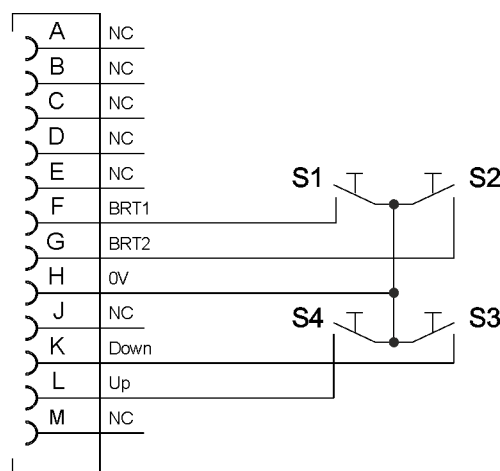 A NC
B NC
C NC
D NC
E NC
S1 S2
F BRT1
G BRT2
H 0V
J NC
S4 S3
K Down
L Up
M NC